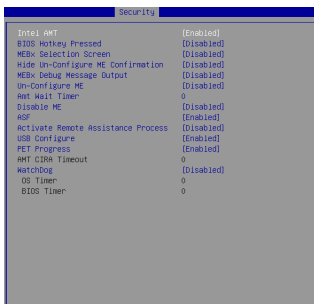 Security
Intel AMT [Enabled]
BIOS Hotkey Pressed [Disabled]
MEBx Selection Screen [Disabled]
Hide Un-Configure ME Confirmation [Disabled]
MEBx Debug Message Output [Disabled]
Un-Configure ME [Disabled]
Amt Wait Timer 0
Disable ME [Disabled]
ASF [Enabled]
Activate Remote Assistance Process [Disabled]
USB Configure [Enabled]
PET Progress [Enabled]
AMT CIRA Timeout 0
WatchDog [Disabled]
OS Timer 0
BIOS Timer 0